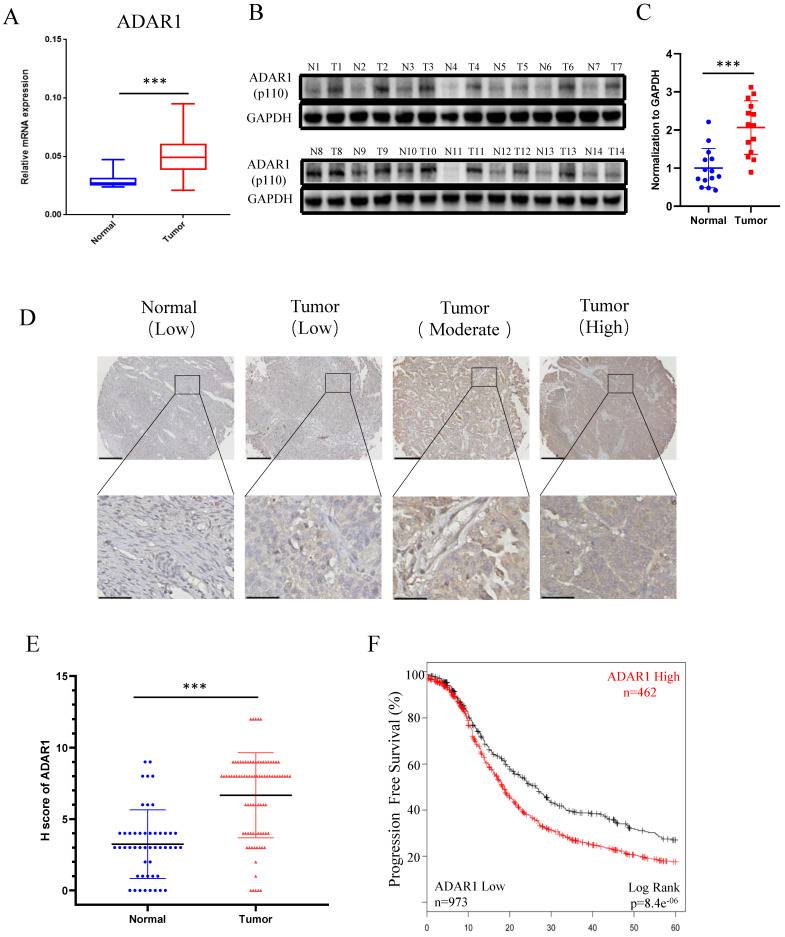 A
ADAR1
Relative mRNA expression
0.15
0.10
0.05
0.00
***
Normal
Tumor
B
N1 T1 N2 T2 N3 T3 N4 T4 N5 T5 N6 T6 N7 T7
ADAR1
(p110)
GAPDH
N8 T8 N9 T9 N10 T10 N11 T11 N12 T12 N13 T13 N14 T14
ADAR1
(p110)
GAPDH
C
Normalization to GAPDH
4
3
2
1
0
***
Normal Tumor
D
Normal
(Low)
Tumor
(Low)
Tumor
( Moderate )
Tumor
(High)
E
H score of ADAR1
15
10
5
0
***
Normal
Tumor
F
Progression Free Survival (%)
100
80
60
40
20
ADAR1 High
n=462
ADAR1 Low
n=973
Log Rank
p=8.4e-06
0 10 20 30 40 50 60